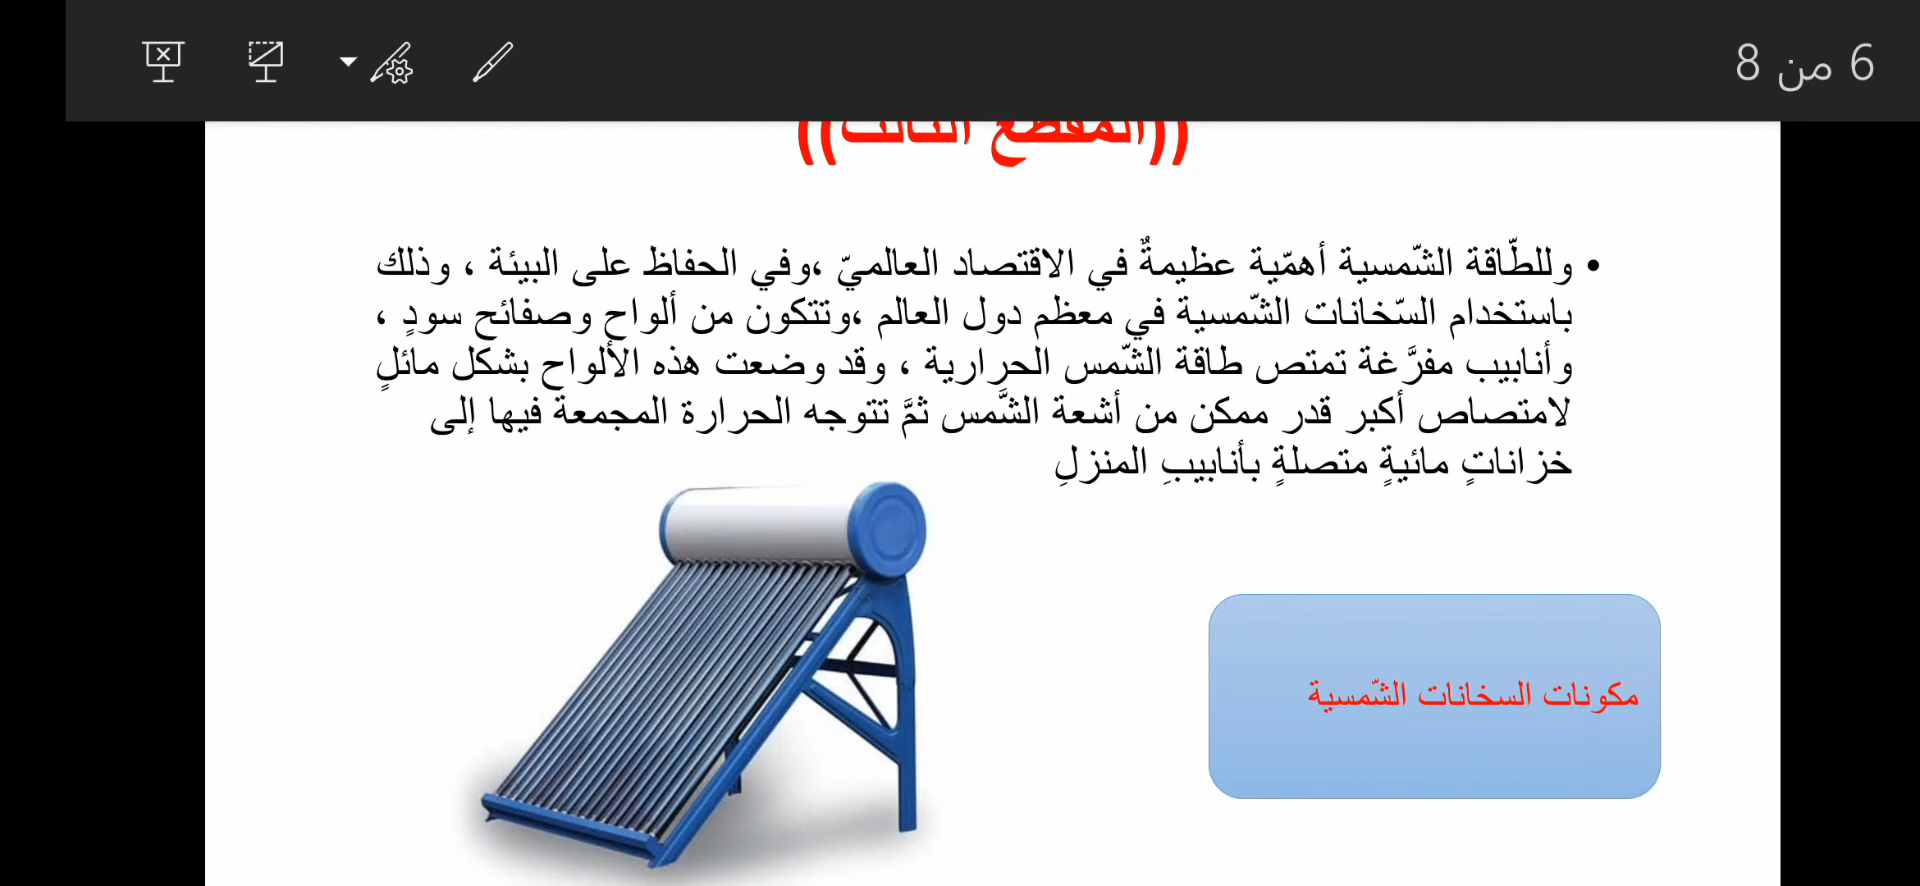 6 من 8
((المقطع الثالث))
• وللطّاقة الشّمسية أهمّية عظيمةٌ في الاقتصاد العالميّ ،وفي الحفاظ على البيئة ، وذلك
باستخدام السّخانات الشّمسية في معظم دول العالم ،وتتكون من ألواح وصفائح سودٍ ،
وأنابيب مفرَّغة تمتص طاقة الشّمس الحرارية ، وقد وضعت هذه الألواح بشكل مائلٍ
لامتصاص أكبر قدر ممكن من أشعة الشَّمس ثمَّ تتوجه الحرارة المجمعة فيها إلى
خزاناتٍ مائيةٍ متصلةٍ بأنابيبِ المنزلِ
مكونات السخانات الشّمسية